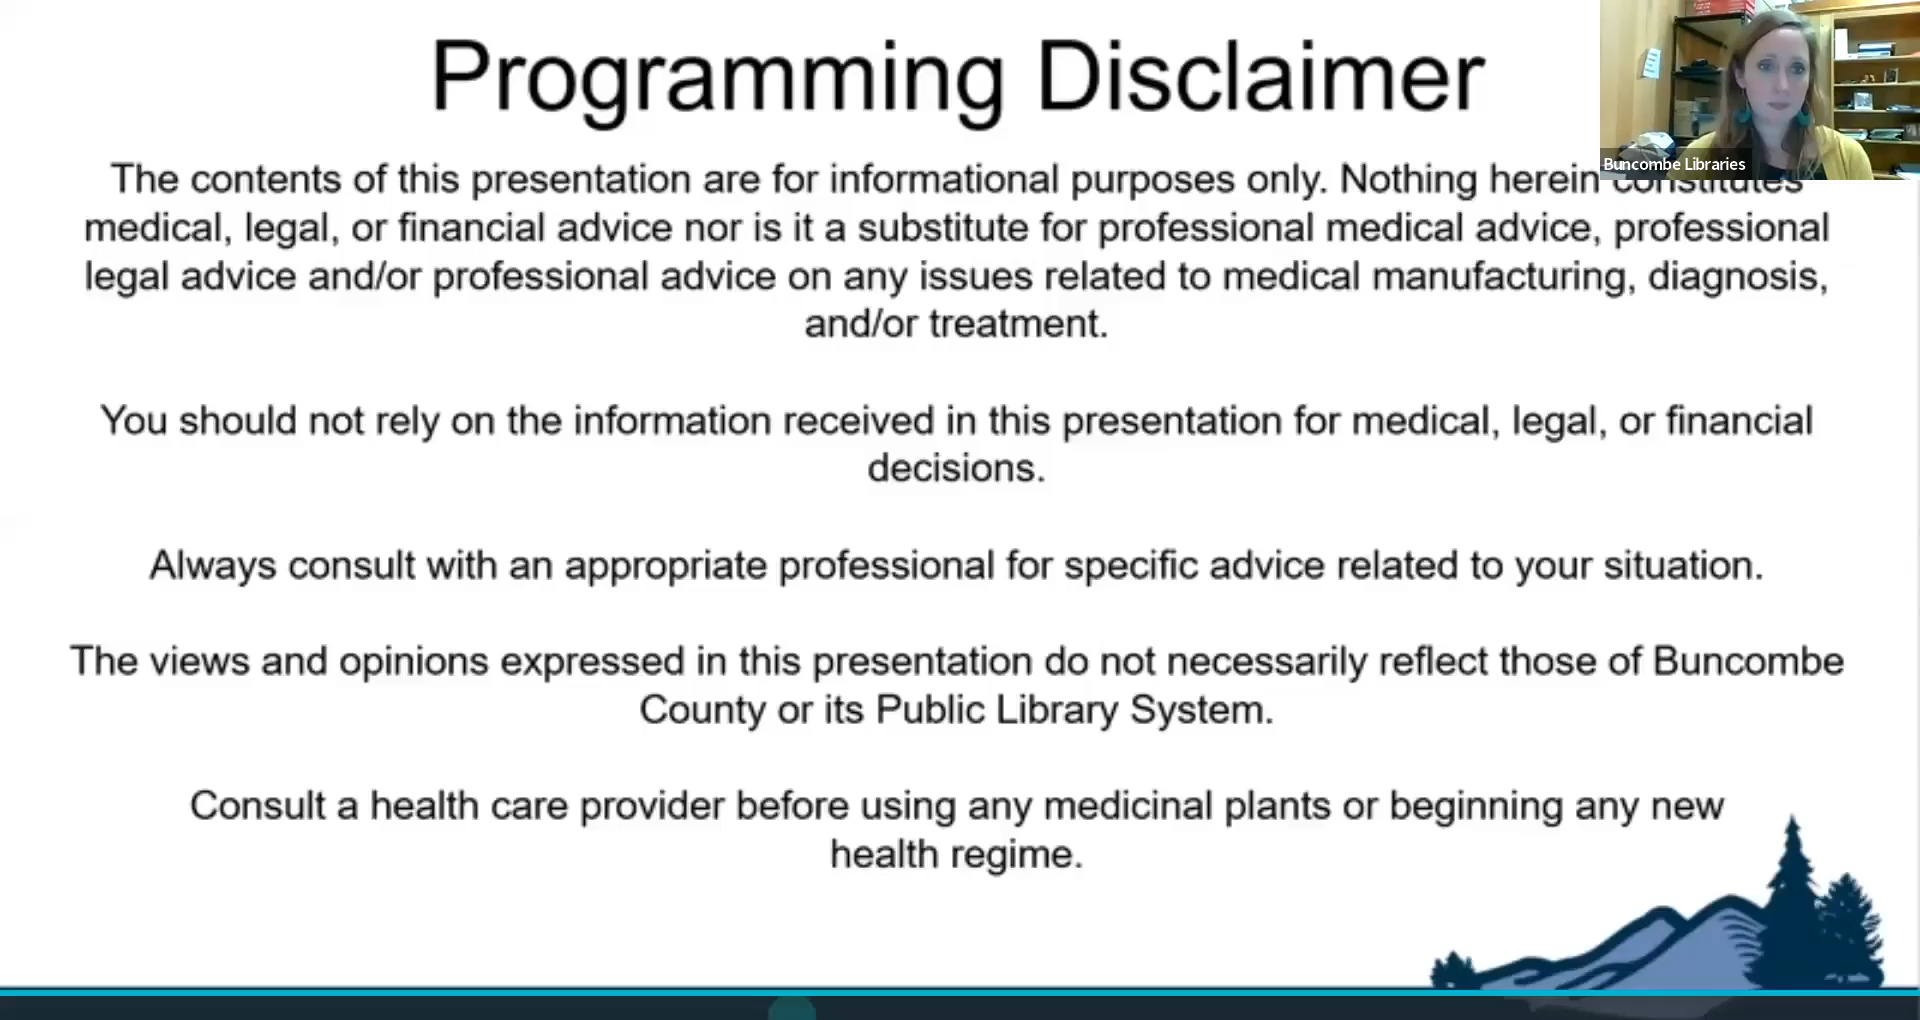 Programming Disclaimer
Buncombe Libraries
The contents of this presentation are for informational purposes only. Nothing herein constitutes
medical, legal, or financial advice nor is it a substitute for professional medical advice, professional
legal advice and/or professional advice on any issues related to medical manufacturing, diagnosis,
and/or treatment.
You should not rely on the information received in this presentation for medical, legal, or financial
decisions.
Always consult with an appropriate professional for specific advice related to your situation.
The views and opinions expressed in this presentation do not necessarily reflect those of Buncombe
County or its Public Library System.
Consult a health care provider before using any medicinal plants or beginning any new
health regime.